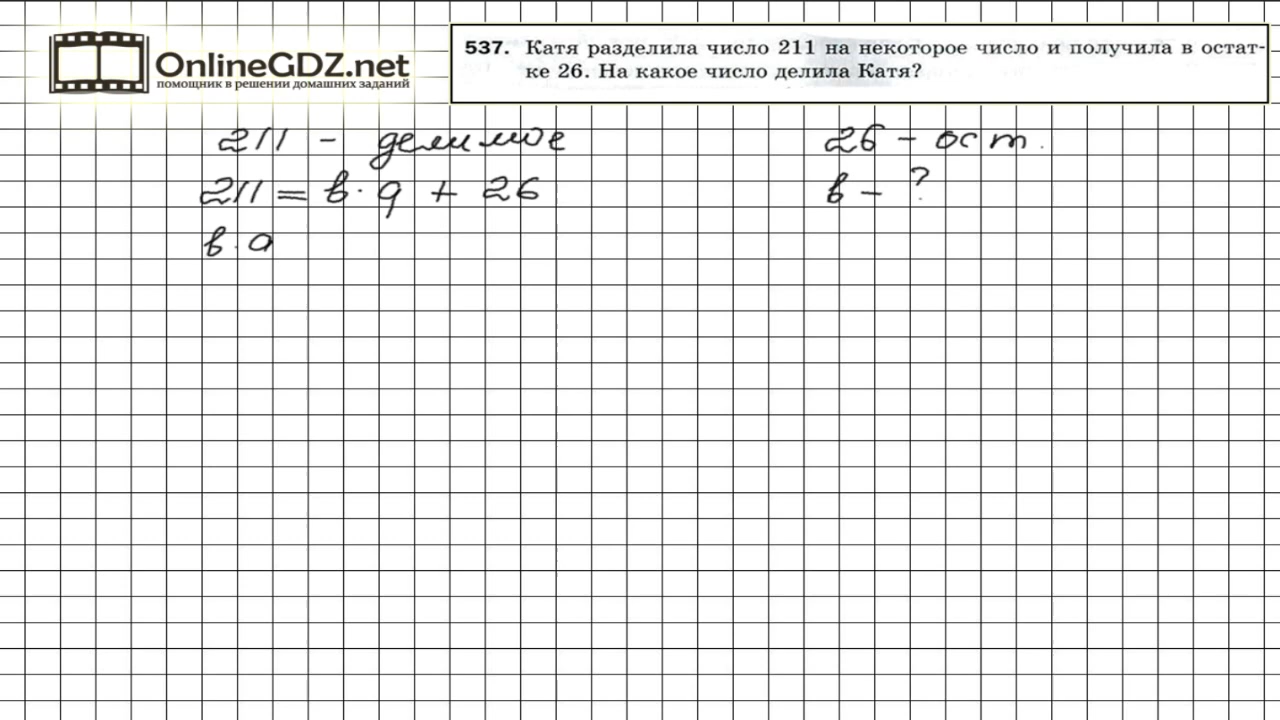 OnlineGDZ.net
помощник в решении домашних заданий
537. Катя разделила число 211 на некоторое число и получила в остат-
ке 26. На какое число делила Катя?
211 - делимое
26 - ост.
211 = в · q + 26
в - ?
в · q